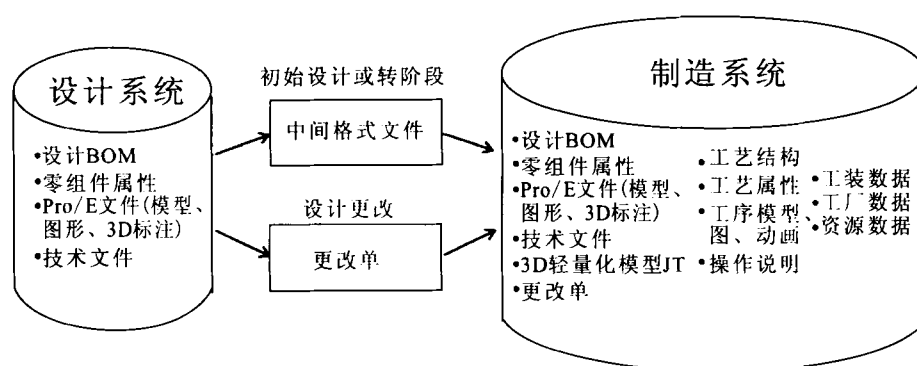 设计系统
•设计BOM
•零组件属性
•Pro/E文件(模型、
图形、3D标注)
•技术文件
初始设计或转阶段
中间格式文件
设计更改
更改单
制造系统
•设计BOM
•零组件属性
•Pro/E文件(模型、
图形、3D标注)
•技术文件
•3D轻量化模型JT
•更改单
•工艺结构
•工艺属性
•工序模型、
图、动画
•操作说明
•工装数据
•工厂数据
•资源数据